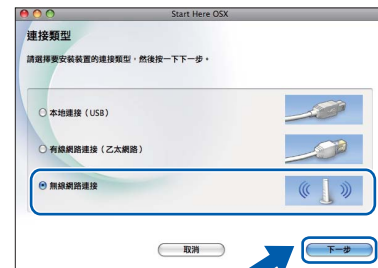 Start Here OSX
連接類型
請選擇要安裝裝置的連接類型，然後按一下下一步。
本地連接（USB）
有線網路連接（乙太網路）
無線網路連接
取消
下一步